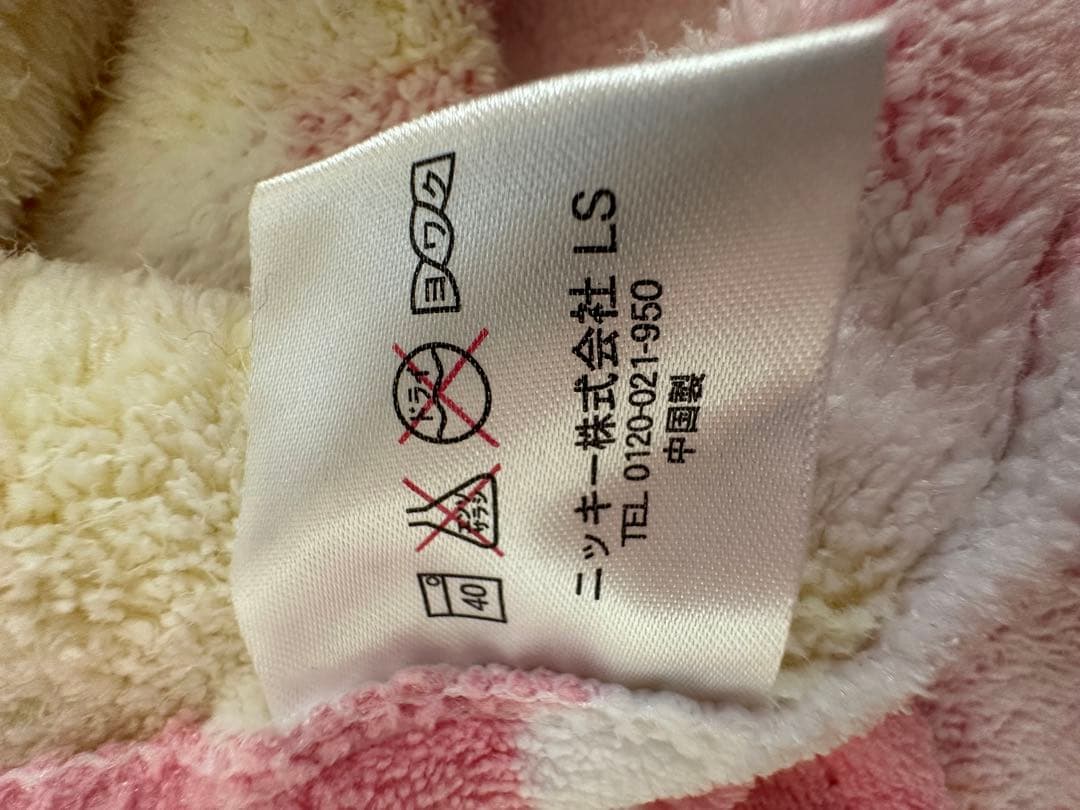 40
エンソサラシ
ドライ
ヨワク
ニッキー株式会社 LS
TEL 0120-021-950
中国製